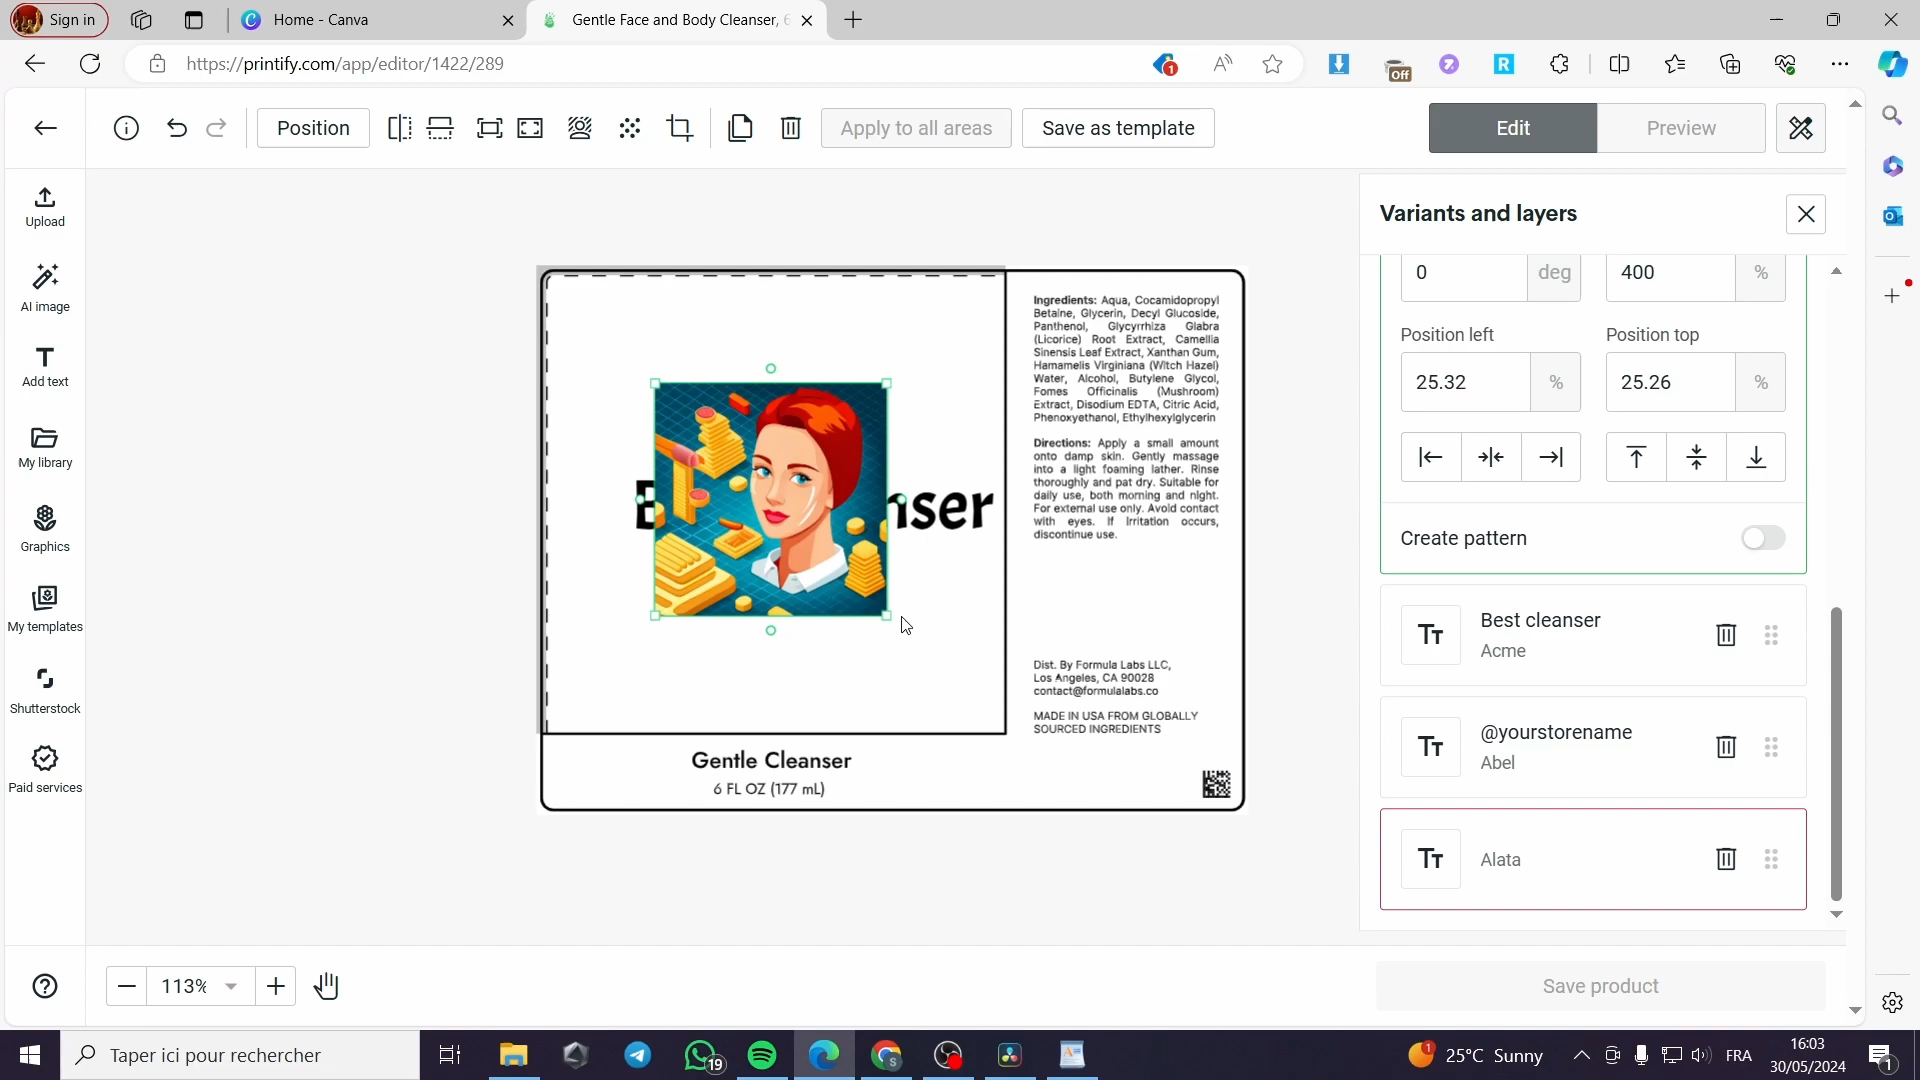 Sign in
Home - Canva
Gentle Face and Body Cleanser, 6
https://printify.com/app/editor/1422/289
1
Off
Position
Apply to all areas
Save as template
Edit
Preview
Upload
AI image
Add text
My library
Graphics
My templates
Shutterstock
Paid services
Ingredients: Aqua, Cocamidopropyl
Betaine, Glycerin, Decyl Glucoside,
Panthenol, Glycyrrhiza Glabra
(Licorice) Root Extract, Camellia
Sinensis Leaf Extract, Xanthan Gum,
Hamamelis Virginiana (Witch Hazel)
Water, Alcohol, Butylene Glycol,
Fomes Officinalis (Mushroom)
Extract, Disodium EDTA, Citric Acid,
Phenoxyethanol, Ethylhexylglycerin
Directions: Apply a small amount
onto damp skin. Gently massage
into a light foaming lather. Rinse
thoroughly and pat dry. Suitable for
daily use, both morning and night.
For external use only. Avoid contact
with eyes. If irritation occurs,
discontinue use.
Dist. By Formula Labs LLC,
Los Angeles, CA 90028
contact@formulalabs.co
MADE IN USA FROM GLOBALLY
SOURCED INGREDIENTS
nser
Gentle Cleanser
6 FL OZ (177 mL)
Variants and layers
0 deg 400 %
Position left Position top
25.32 % 25.26 %
Create pattern
Best cleanser
Acme
@yourstorename
Abel
Alata
113%
Save product
Taper ici pour rechercher
19
1
25°C Sunny
FRA
16:03
30/05/2024
1